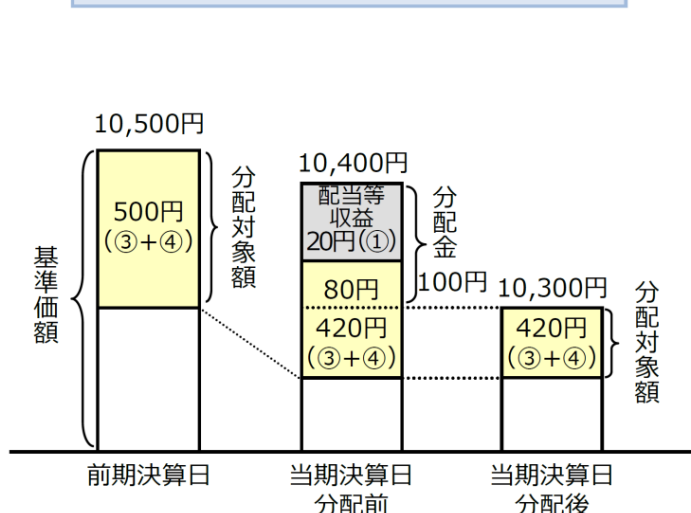 10,500円
500円
(③+④)
分配対象額
基準価額
10,400円
配当等
収益
20円(①)
80円
420円
(③+④)
分配金
100円
10,300円
420円
(③+④)
分配対象額
前期決算日
当期決算日
分配前
当期決算日
分配後